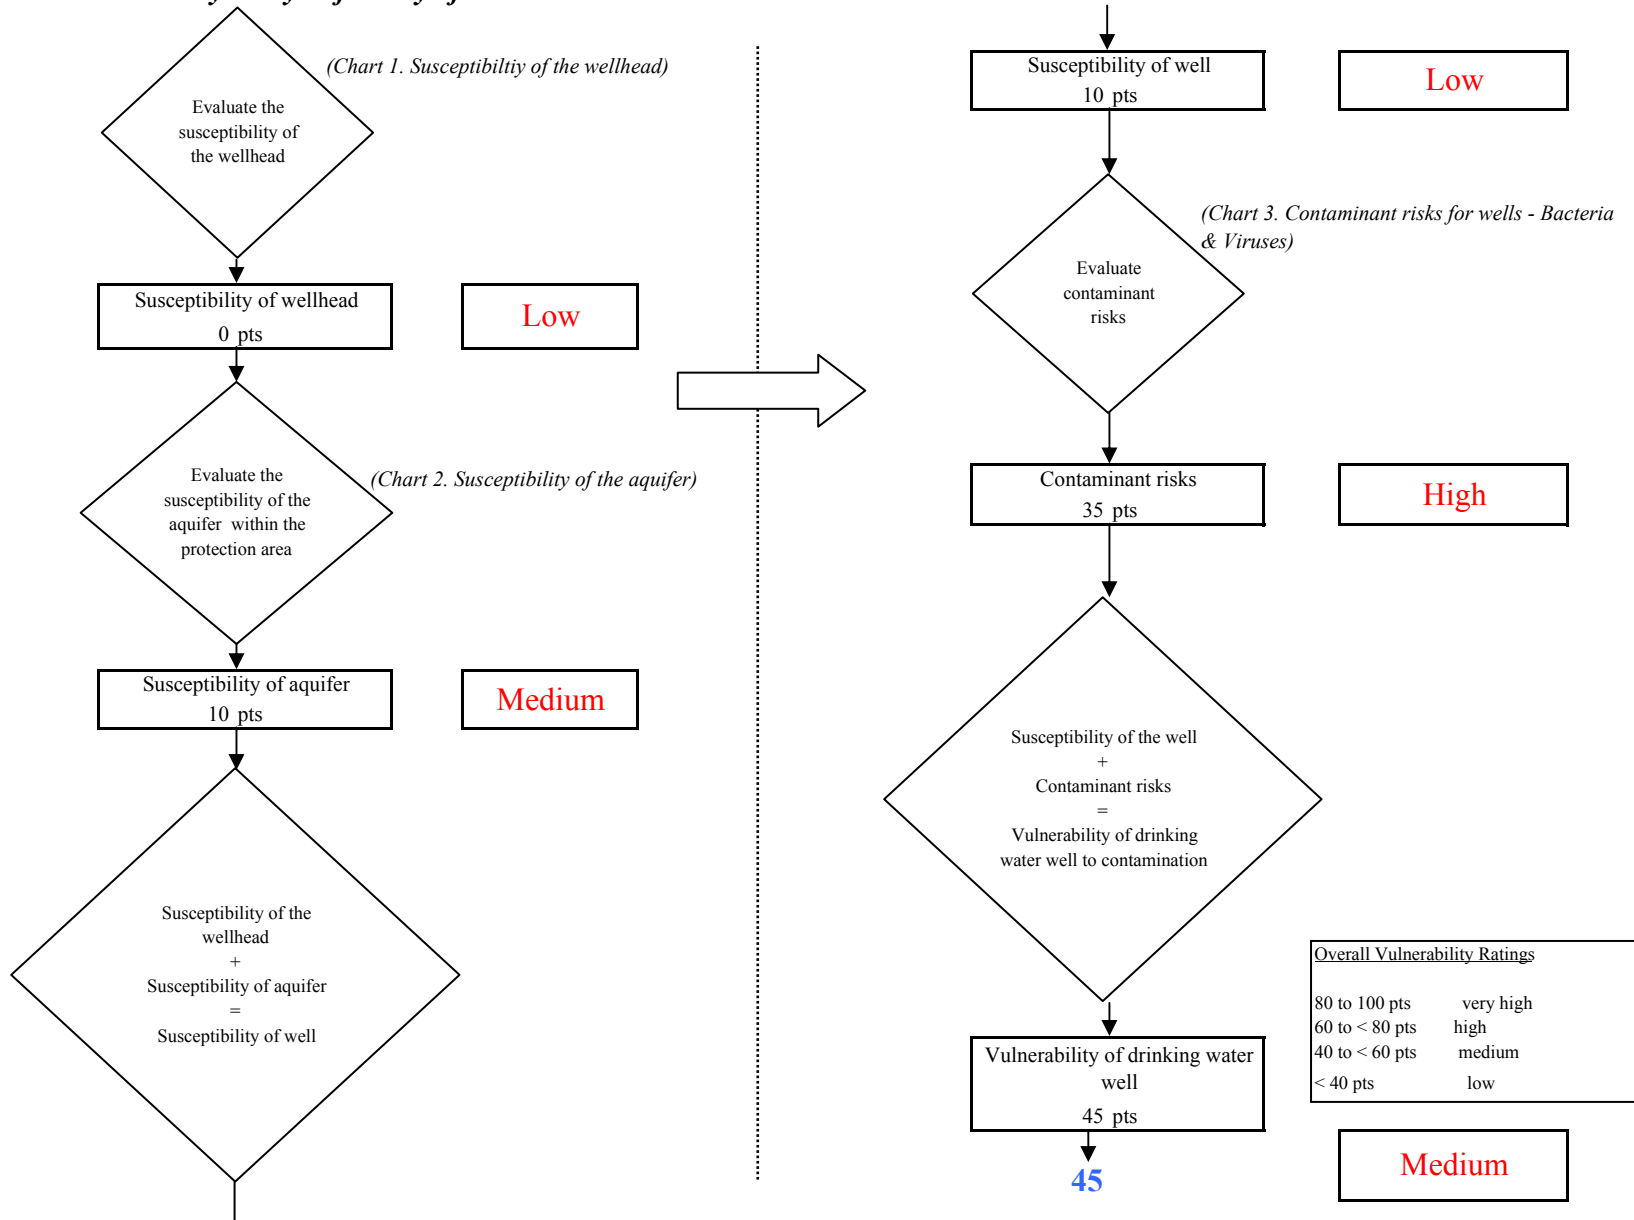 (Chart 1. Susceptibiltiy of the wellhead)
Evaluate the
susceptibility of
the wellhead
Susceptibility of wellhead
0 pts
Low
Evaluate the
susceptibility of the
aquifer within the
protection area
(Chart 2. Susceptibility of the aquifer)
Susceptibility of aquifer
10 pts
Medium
Susceptibility of the
wellhead
+
Susceptibility of aquifer
=
Susceptibility of well
Susceptibility of well
10 pts
Low
(Chart 3. Contaminant risks for wells - Bacteria
& Viruses)
Evaluate
contaminant
risks
Contaminant risks
35 pts
High
Susceptibility of the well
+
Contaminant risks
=
Vulnerability of drinking
water well to contamination
Overall Vulnerability Ratings
80 to 100 pts very high
60 to < 80 pts high
40 to < 60 pts medium
< 40 pts low
Vulnerability of drinking water
well
45 pts
45
Medium